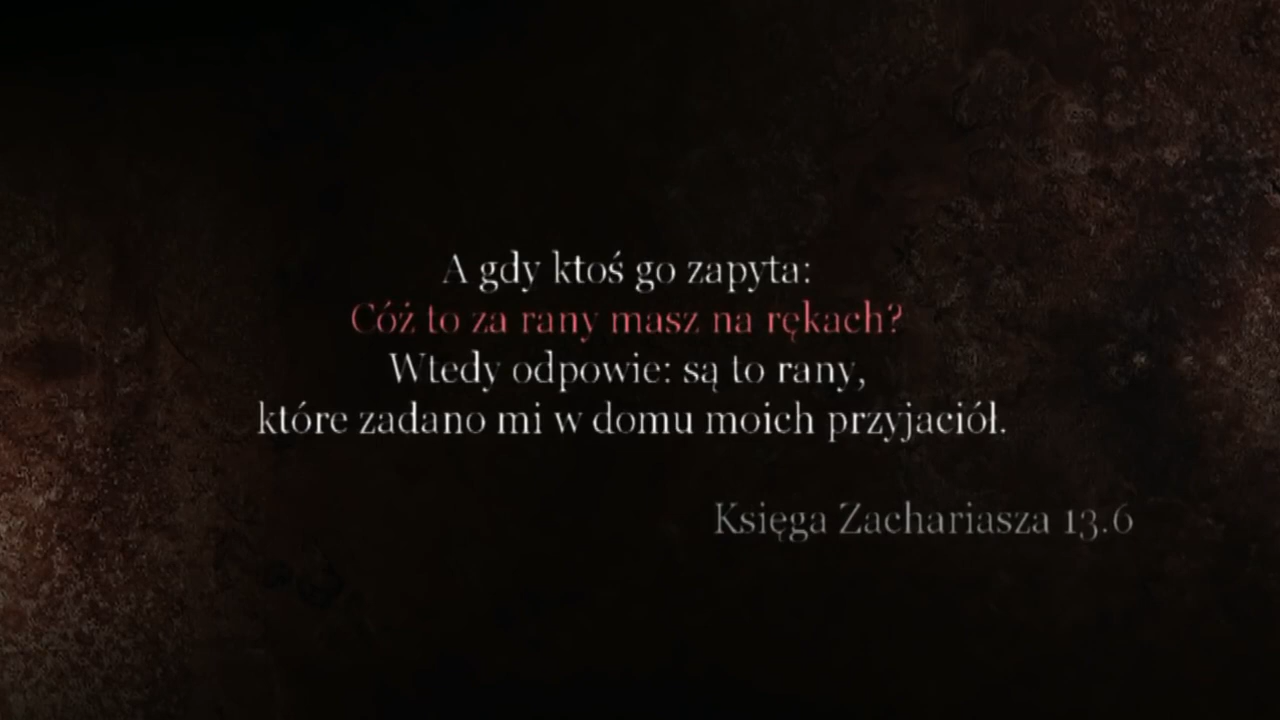 A gdy ktoś go zapyta:
Cóż to za rany masz na rękach?
Wtedy odpowie: są to rany,
które zadano mi w domu moich przyjaciół.
Księga Zachariasza 13.6